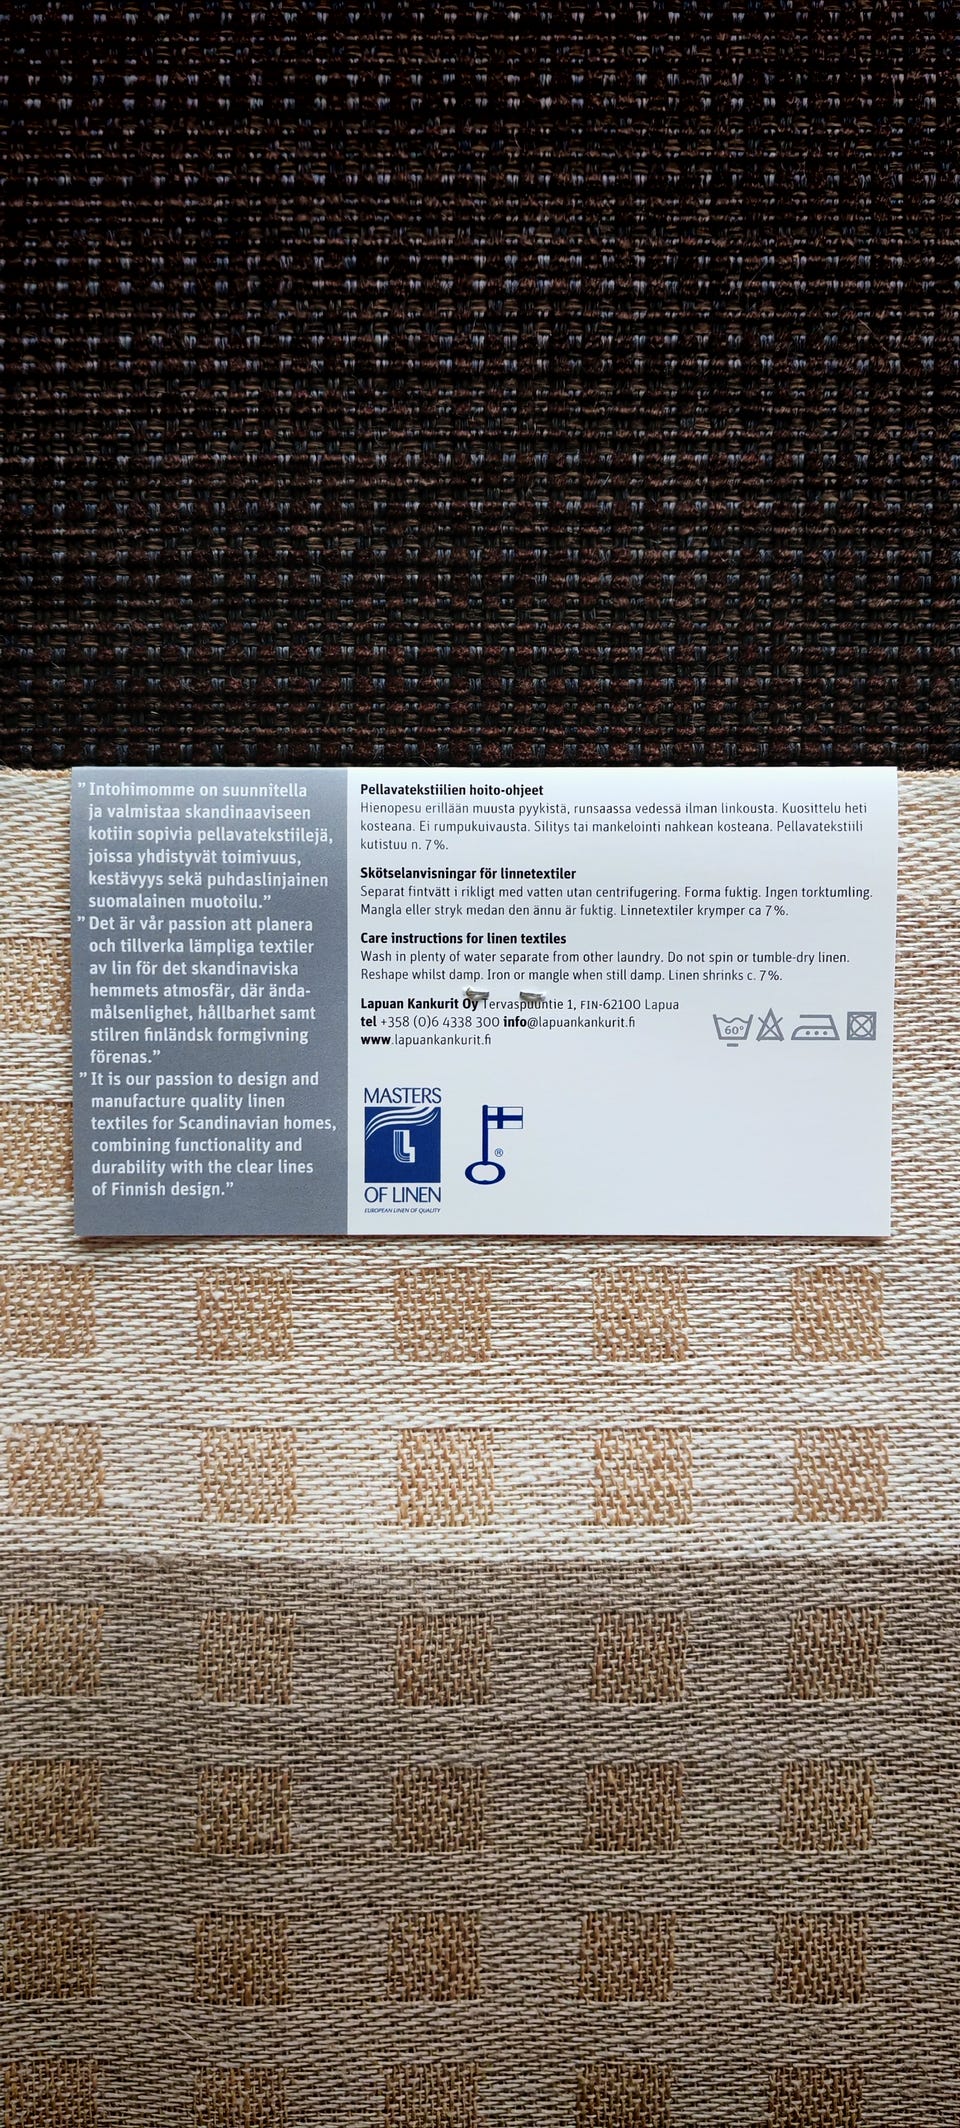 ” Intohimomme on suunnitella
ja valmistaa skandinaaviseen
kotiin sopivia pellavatekstiilejä,
joissa yhdistyvät toimivuus,
kestävyys sekä puhdaslinjainen
suomalainen muotoilu.”
” Det är vår passion att planera
och tillverka lämpliga textiler
av lin för det skandinaviska
hemmets atmosfär, där ända-
målsenlighet, hållbarhet samt
stilren finländsk formgivning
förenas.”
” It is our passion to design and
manufacture quality linen
textiles for Scandinavian homes,
combining functionality and
durability with the clear lines
of Finnish design.”
Pellavatekstiilien hoito-ohjeet
Hienopesu erillään muusta pyykistä, runsaassa vedessä ilman linkousta. Kuosittelu heti
kosteana. Ei rumpukuivausta. Silitys tai mankelointi nahkean kosteana. Pellavatekstiili
kutistuu n. 7 %.
Skötselanvisningar för linnetextiler
Separat fintvätt i rikligt med vatten utan centrifugering. Forma fuktig. Ingen torktumling.
Mangla eller stryk medan den ännu är fuktig. Linnetextiler krymper ca 7 %.
Care instructions for linen textiles
Wash in plenty of water separate from other laundry. Do not spin or tumble-dry linen.
Reshape whilst damp. Iron or mangle when still damp. Linen shrinks c. 7 %.
Lapuan Kankurit Oy Tervaspuuntie 1, FIN-62100 Lapua
tel +358 (0)6 4338 300 info@lapuankankurit.fi
www.lapuankankurit.fi
60°
MASTERS
L
OF LINEN
EUROPEAN LINEN OF QUALITY
®